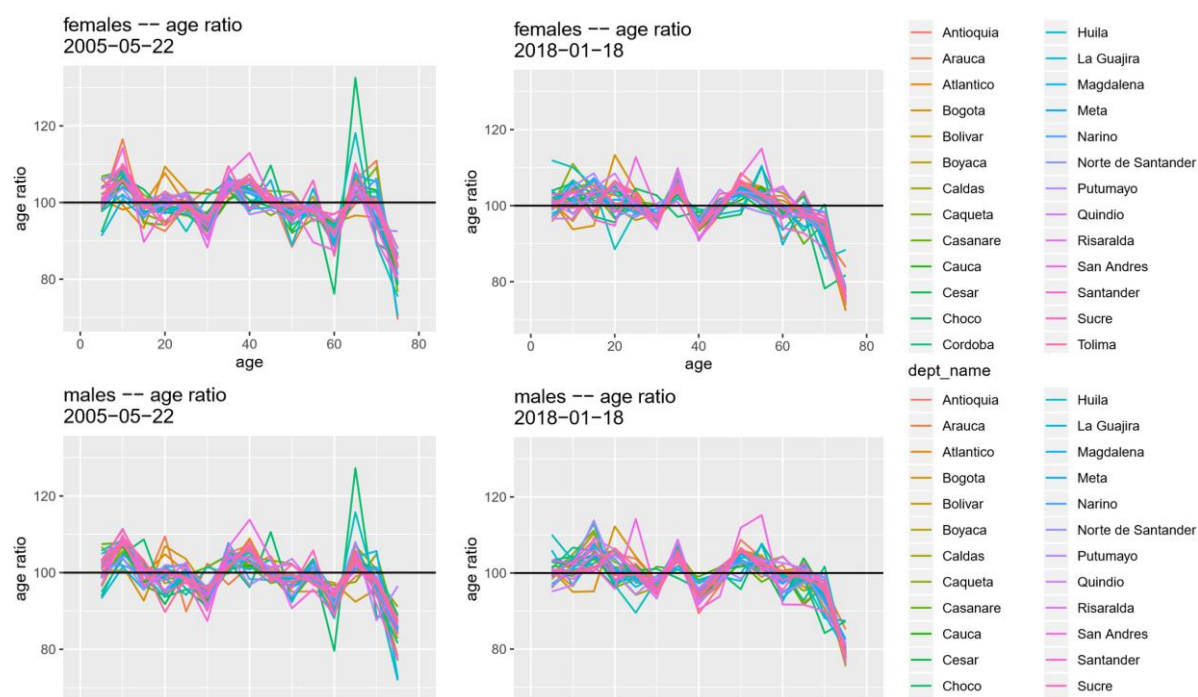 females −− age ratio
2005−05−22
120
100
80
age ratio
0
20
40
60
80
age
females −− age ratio
2018−01−18
120
100
80
age ratio
0
20
40
60
80
age
Antioquia
Arauca
Atlantico
Bogota
Bolivar
Boyaca
Caldas
Caqueta
Casanare
Cauca
Cesar
Choco
Cordoba
Huila
La Guajira
Magdalena
Meta
Narino
Norte de Santander
Putumayo
Quindio
Risaralda
San Andres
Santander
Sucre
Tolima
males −− age ratio
2005−05−22
120
100
80
age ratio
males −− age ratio
2018−01−18
120
100
80
age ratio
dept_name
Antioquia
Arauca
Atlantico
Bogota
Bolivar
Boyaca
Caldas
Caqueta
Casanare
Cauca
Cesar
Choco
Huila
La Guajira
Magdalena
Meta
Narino
Norte de Santander
Putumayo
Quindio
Risaralda
San Andres
Santander
Sucre